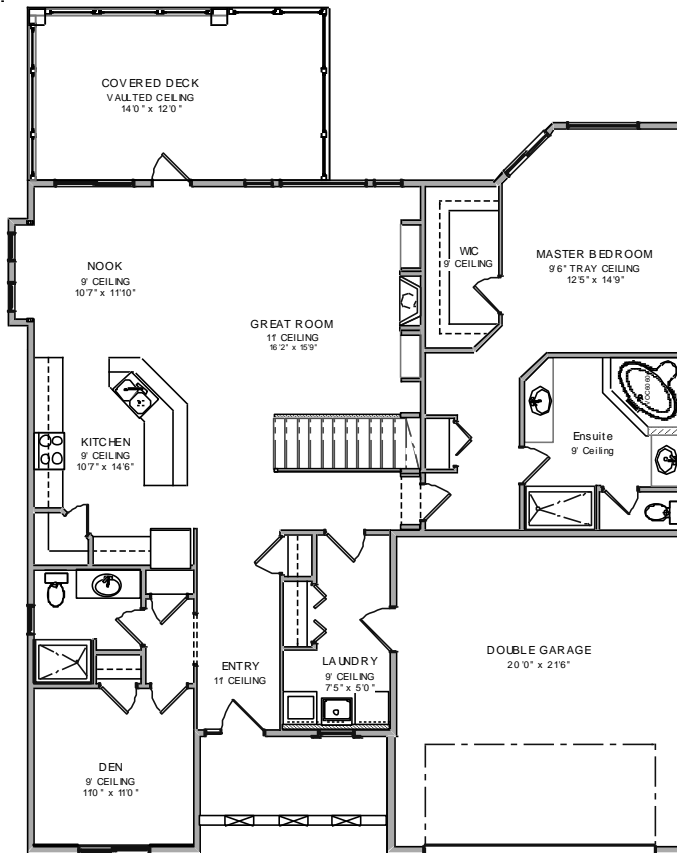 COVERED DECK
VAULTED CEILING
14'0" x 12'0"
NOOK
9' CEILING
10'7" x 11'10"
GREAT ROOM
11' CEILING
16'2" x 15'9"
WIC
9' CEILING
MASTER BEDROOM
9'6" TRAY CEILING
12'5" x 14'9"
KITCHEN
9' CEILING
10'7" x 14'6"
Ensuite
9' Ceiling
ENTRY
11' CEILING
LAUNDRY
9' CEILING
7'5" x 5'0"
DOUBLE GARAGE
20'0" x 21'6"
DEN
9' CEILING
11'0" x 11'0"